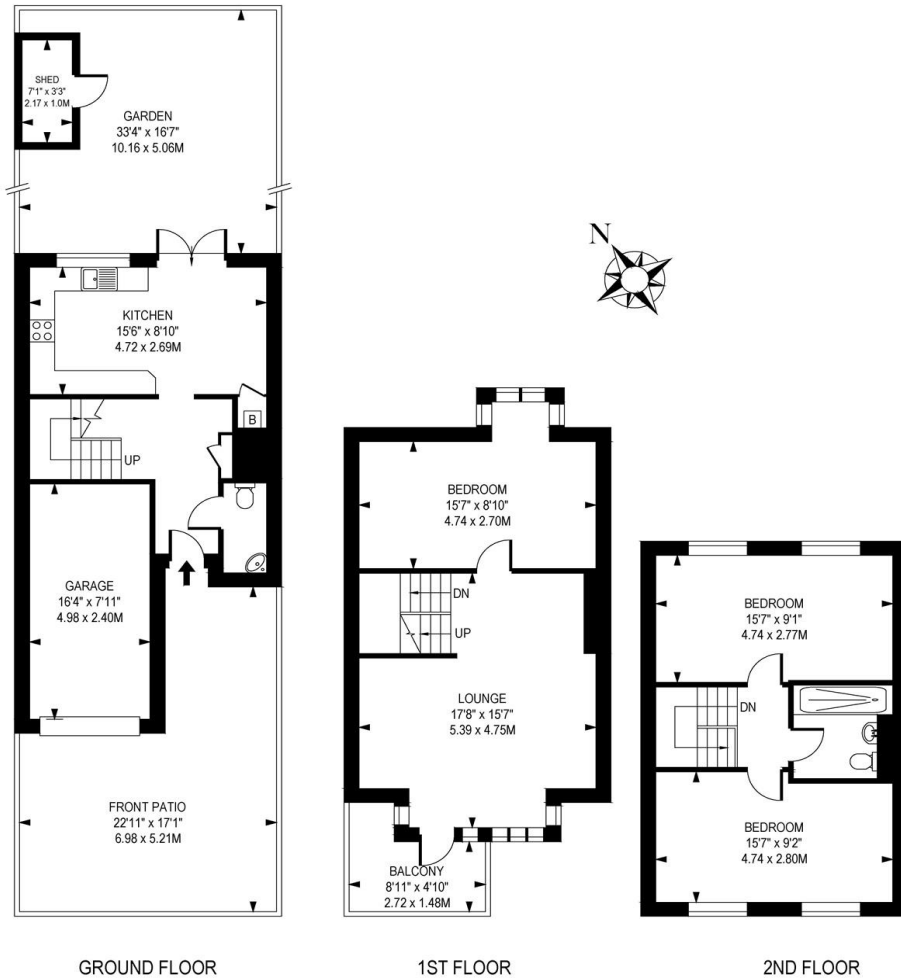 SHED
7'1" x 3'3"
2.17 x 1.0M
GARDEN
33'4" x 16'7"
10.16 x 5.06M
KITCHEN
15'6" x 8'10"
4.72 x 2.69M
B
UP
GARAGE
16'4" x 7'11"
4.98 x 2.40M
FRONT PATIO
22'11" x 17'1"
6.98 x 5.21M
GROUND FLOOR
N
BEDROOM
15'7" x 8'10"
4.74 x 2.70M
DN
UP
LOUNGE
17'8" x 15'7"
5.39 x 4.75M
BALCONY
8'11" x 4'10"
2.72 x 1.48M
1ST FLOOR
BEDROOM
15'7" x 9'1"
4.74 x 2.77M
DN
BEDROOM
15'7" x 9'2"
4.74 x 2.80M
2ND FLOOR